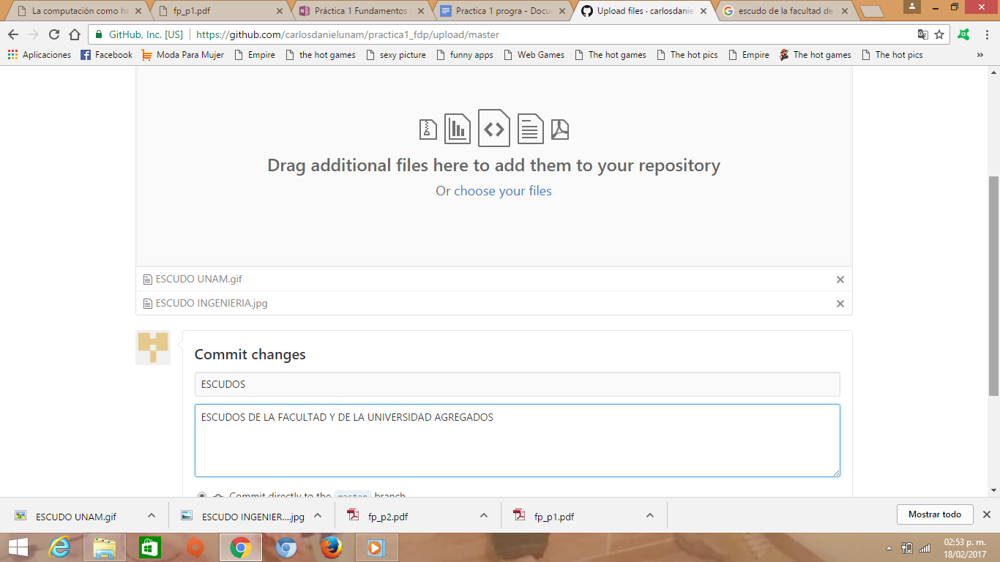 La computación como he
fp_p1.pdf
Práctica 1 Fundamentos
Practica 1 progra - Docu
Upload files · carlosdanie
escudo de la facultad de
GitHub, Inc. [US]
https://github.com/carlosdanielunam/practica1_fdp/upload/master
Aplicaciones
Facebook
Moda Para Mujer
Empire
the hot games
sexy picture
funny apps
Web Games
The hot games
The hot pics
Empire
The hot games
The hot pics
»
Drag additional files here to add them to your repository
Or choose your files
ESCUDO UNAM.gif
ESCUDO INGENIERIA.jpg
Commit changes
ESCUDOS
ESCUDOS DE LA FACULTAD Y DE LA UNIVERSIDAD AGREGADOS
Commit directly to the master branch
ESCUDO UNAM.gif
ESCUDO INGENIER....jpg
fp_p2.pdf
fp_p1.pdf
Mostrar todo
02:53 p. m.
18/02/2017